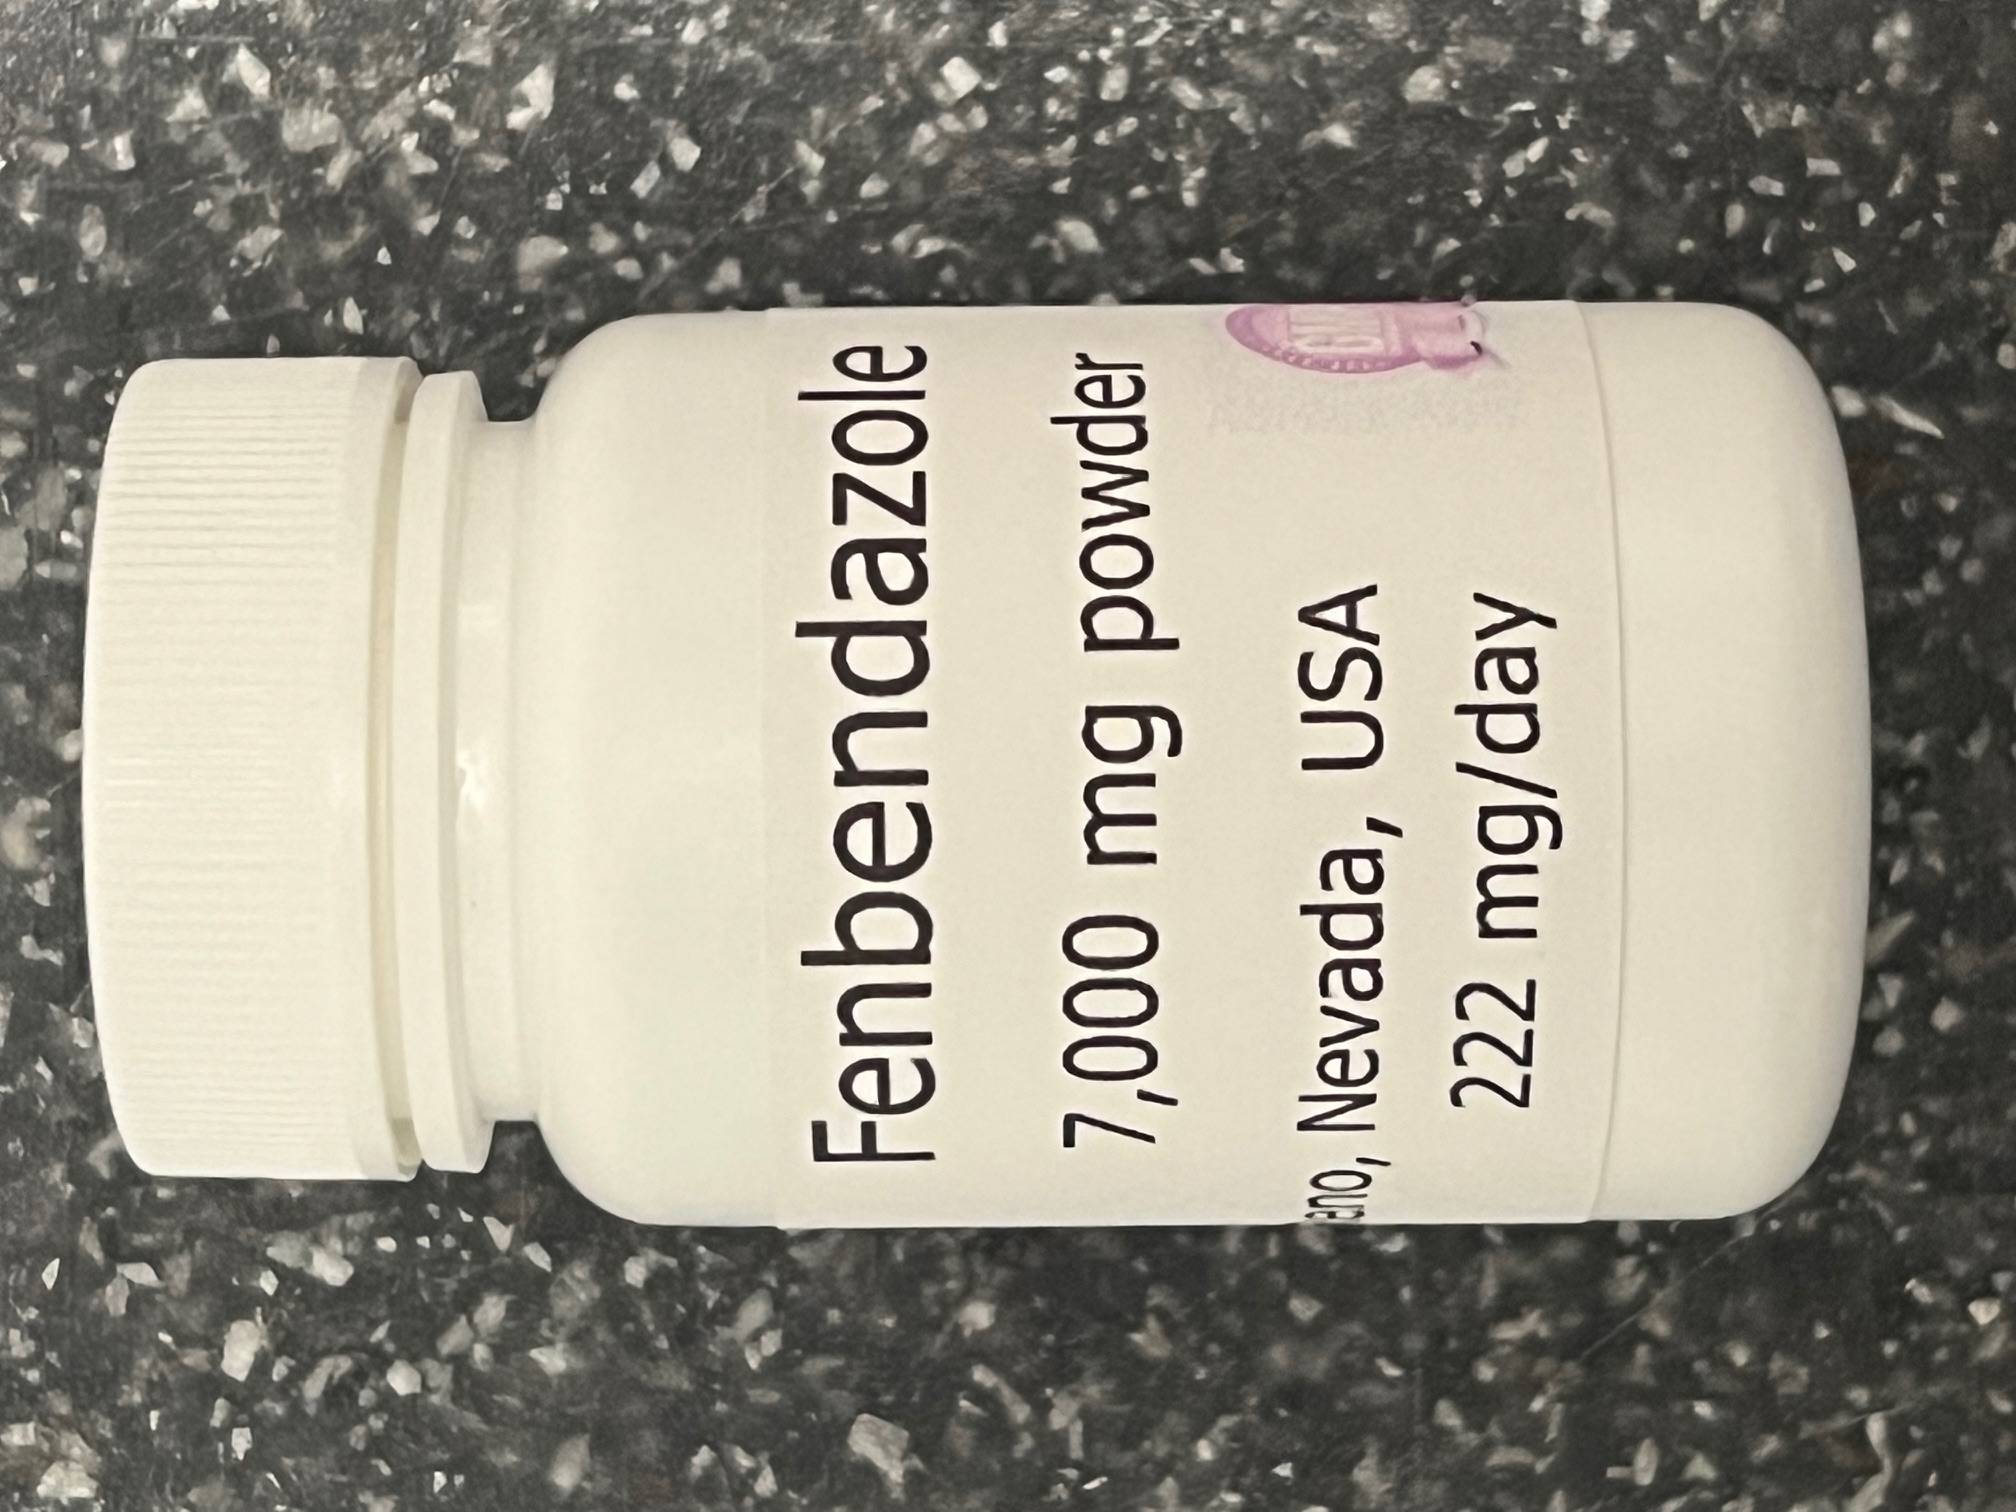 Fenbendazole
7,000 mg powder
Nevada, USA
222 mg/day